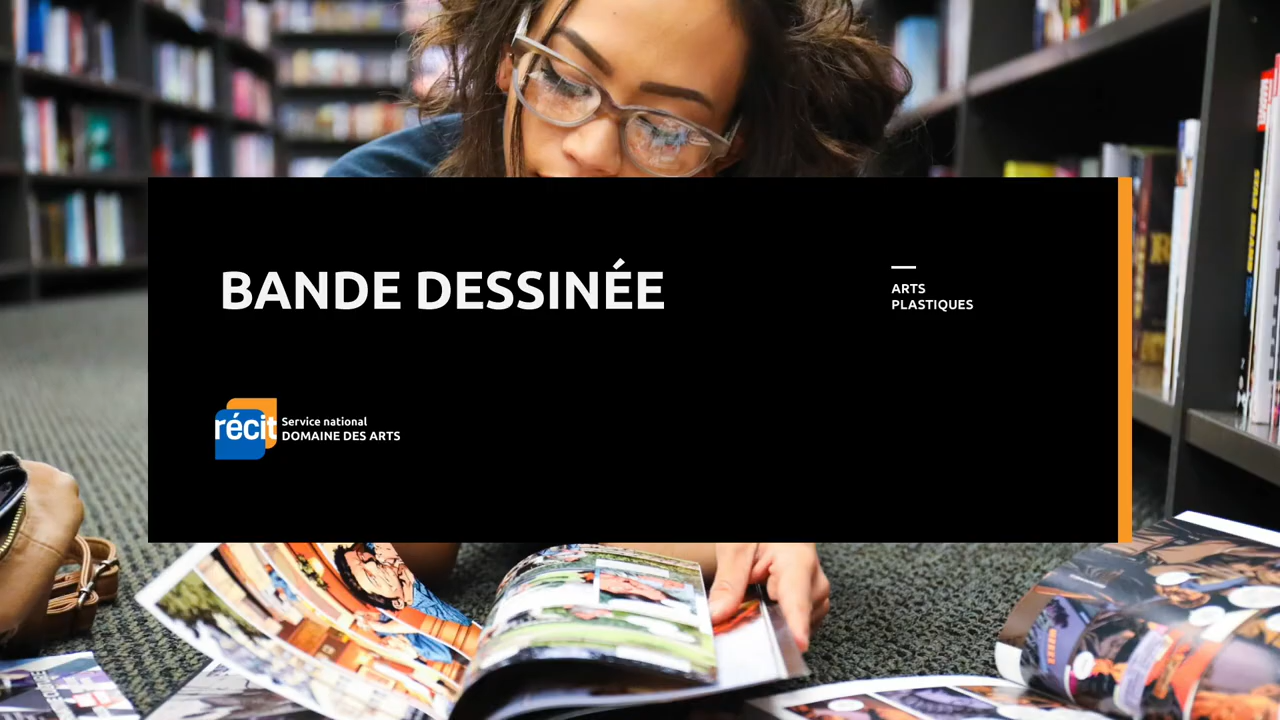 BANDE DESSINÉE
ARTS
PLASTIQUES
récit
Service national
DOMAINE DES ARTS